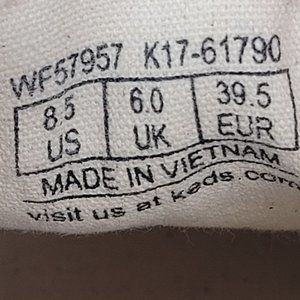 WF57957 K17-61790
8.5 6.0 39.5
US UK EUR
MADE IN VIETNAM
visit us at keds.com